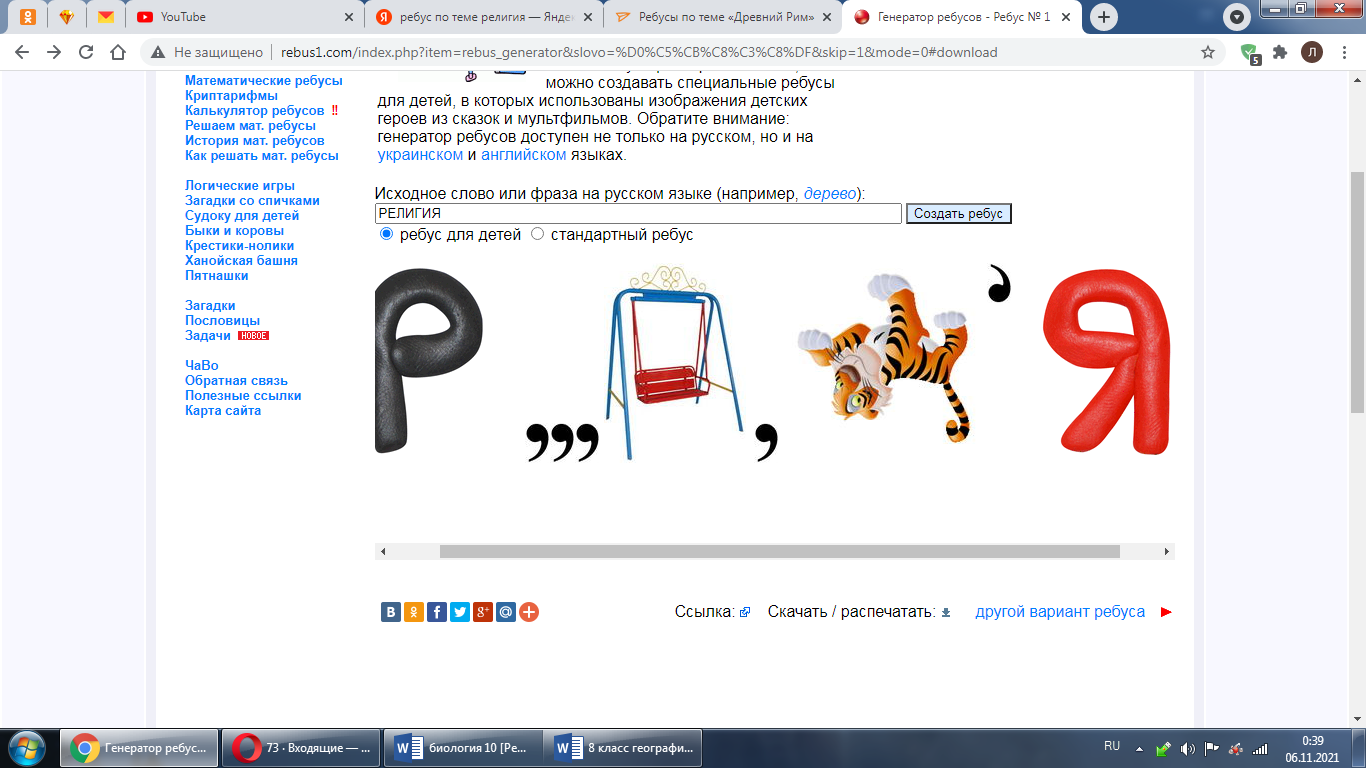 YouTube
ребус по теме религия — Янде
Ребусы по теме «Древний Рим»
Генератор ребусов - Ребус № 1
Не защищено
rebus1.com/index.php?item=rebus_generator&slovo=%D0%C5%CB%C8%C3%C8%DF&skip=1&mode=0#download
5
Л
Математические ребусы
Криптарифмы
Калькулятор ребусов !!
Решаем мат. ребусы
История мат. ребусов
Как решать мат. ребусы
Логические игры
Загадки со спичками
Судоку для детей
Быки и коровы
Крестики-нолики
Ханойская башня
Пятнашки
Загадки
Пословицы
Задачи НОВОЕ
ЧаВо
Обратная связь
Полезные ссылки
Карта сайта
можно создавать специальные ребусы
для детей, в которых использованы изображения детских
героев из сказок и мультфильмов. Обратите внимание:
генератор ребусов доступен не только на русском, но и на
украинском и английском языках.
Исходное слово или фраза на русском языке (например, дерево):
РЕЛИГИЯ
Создать ребус
ребус для детей стандартный ребус
Р ,,, , , Я
Ссылка: Скачать / распечатать: другой вариант ребуса
Генератор ребус...
73 · Входящие — ...
биология 10 [Ре...
8 класс географи...
RU
0:39
06.11.2021